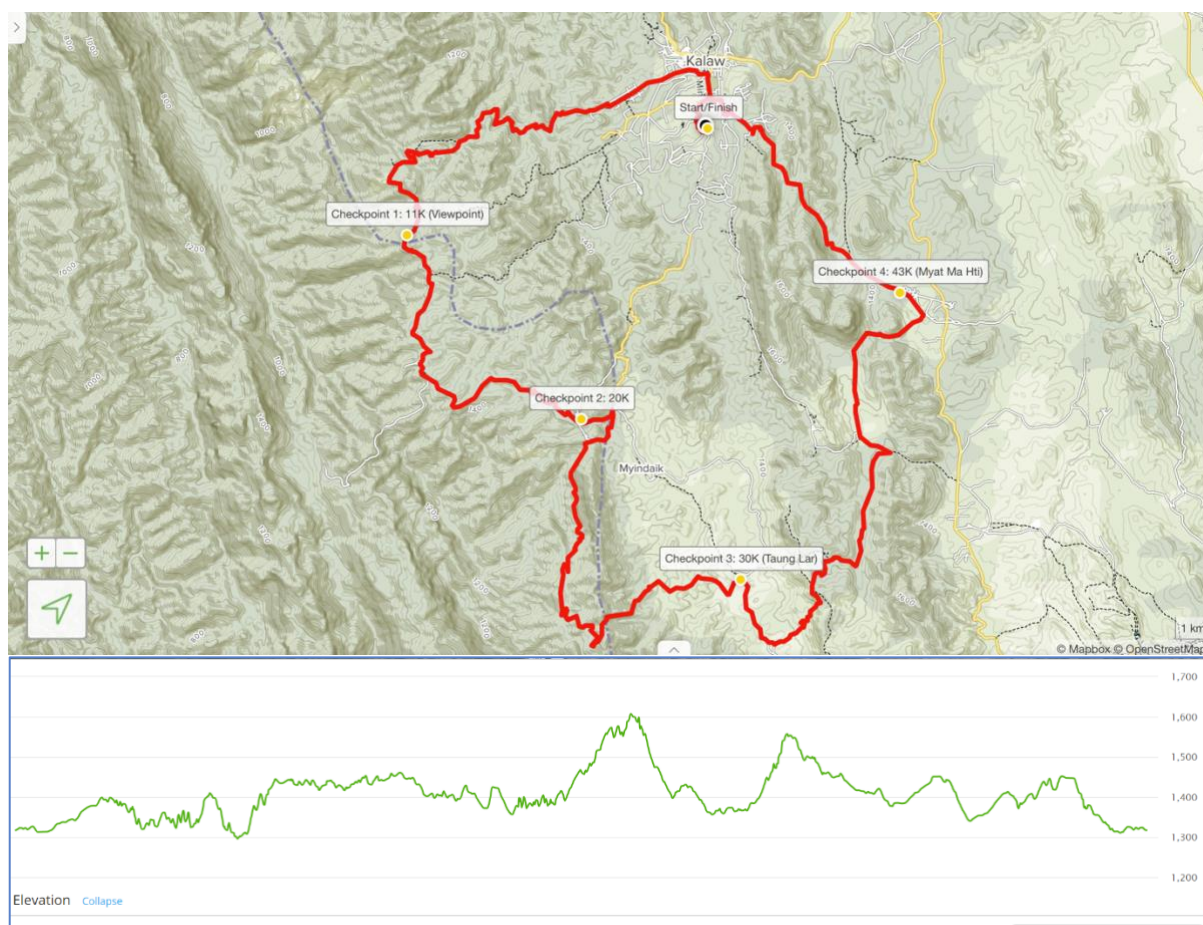 Kalaw
Start/Finish
Checkpoint 1: 11K (Viewpoint)
Checkpoint 4: 43K (Myat Ma Hti)
Checkpoint 2: 20K
Myindaik
Checkpoint 3: 30K (Taung Lar)
1 km
© Mapbox © OpenStreetMap
1,700
1,600
1,500
1,400
1,300
1,200
Elevation Collapse